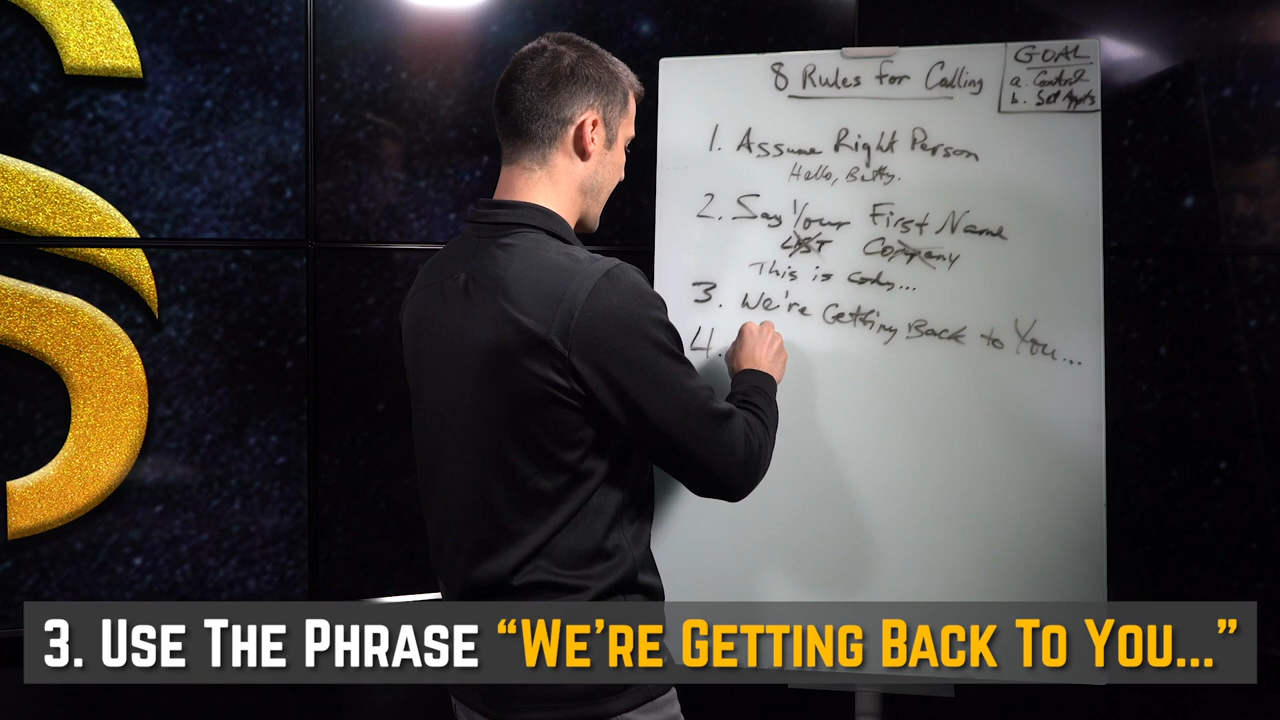 8 Rules for Calling
GOAL
a. Control
b. Set Appts
1. Assume Right Person
Hello, Betty.
2. Say Your First Name
LAST Company
This is Cody...
3. We're Getting Back to You...
4.
3. USE THE PHRASE “WE'RE GETTING BACK TO YOU...”